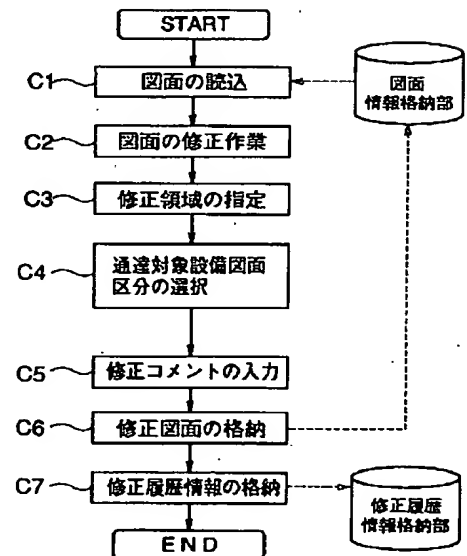 START
C1 図面の読込
図面
情報格納部
C2 図面の修正作業
C3 修正領域の指定
C4 通達対象設備図面
区分の選択
C5 修正コメントの入力
C6 修正図面の格納
C7 修正履歴情報の格納
修正履歴
情報格納部
END